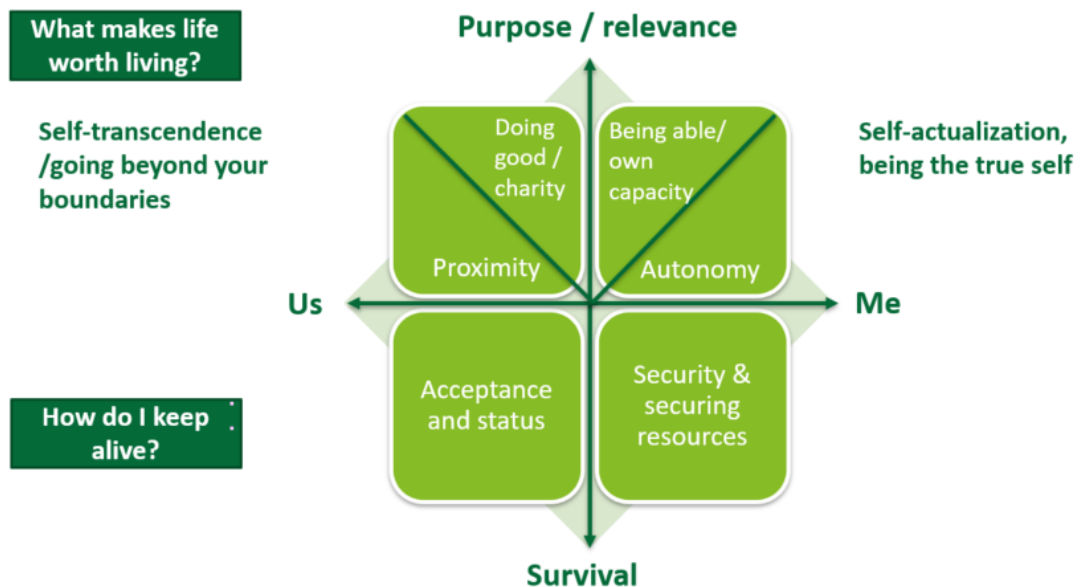 What makes life
worth living?
Purpose / relevance
Self-transcendence
/going beyond your
boundaries
Doing
good /
charity
Being able/
own
capacity
Self-actualization,
being the true self
Proximity
Autonomy
Us
Me
Acceptance
and status
Security &
securing
resources
How do I keep
alive?
Survival